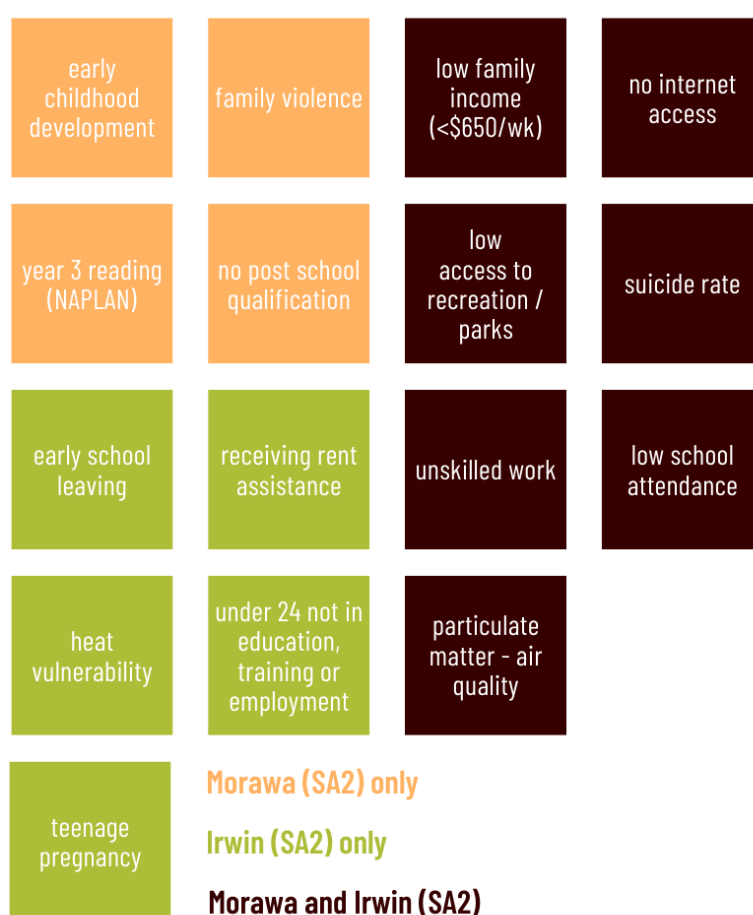 early
childhood
development
family violence
low family
income
(<$650/wk)
no internet
access
year 3 reading
(NAPLAN)
no post school
qualification
low
access to
recreation /
parks
suicide rate
early school
leaving
receiving rent
assistance
unskilled work
low school
attendance
heat
vulnerability
under 24 not in
education,
training or
employment
particulate
matter - air
quality
teenage
pregnancy
Morawa (SA2) only
Irwin (SA2) only
Morawa and Irwin (SA2)